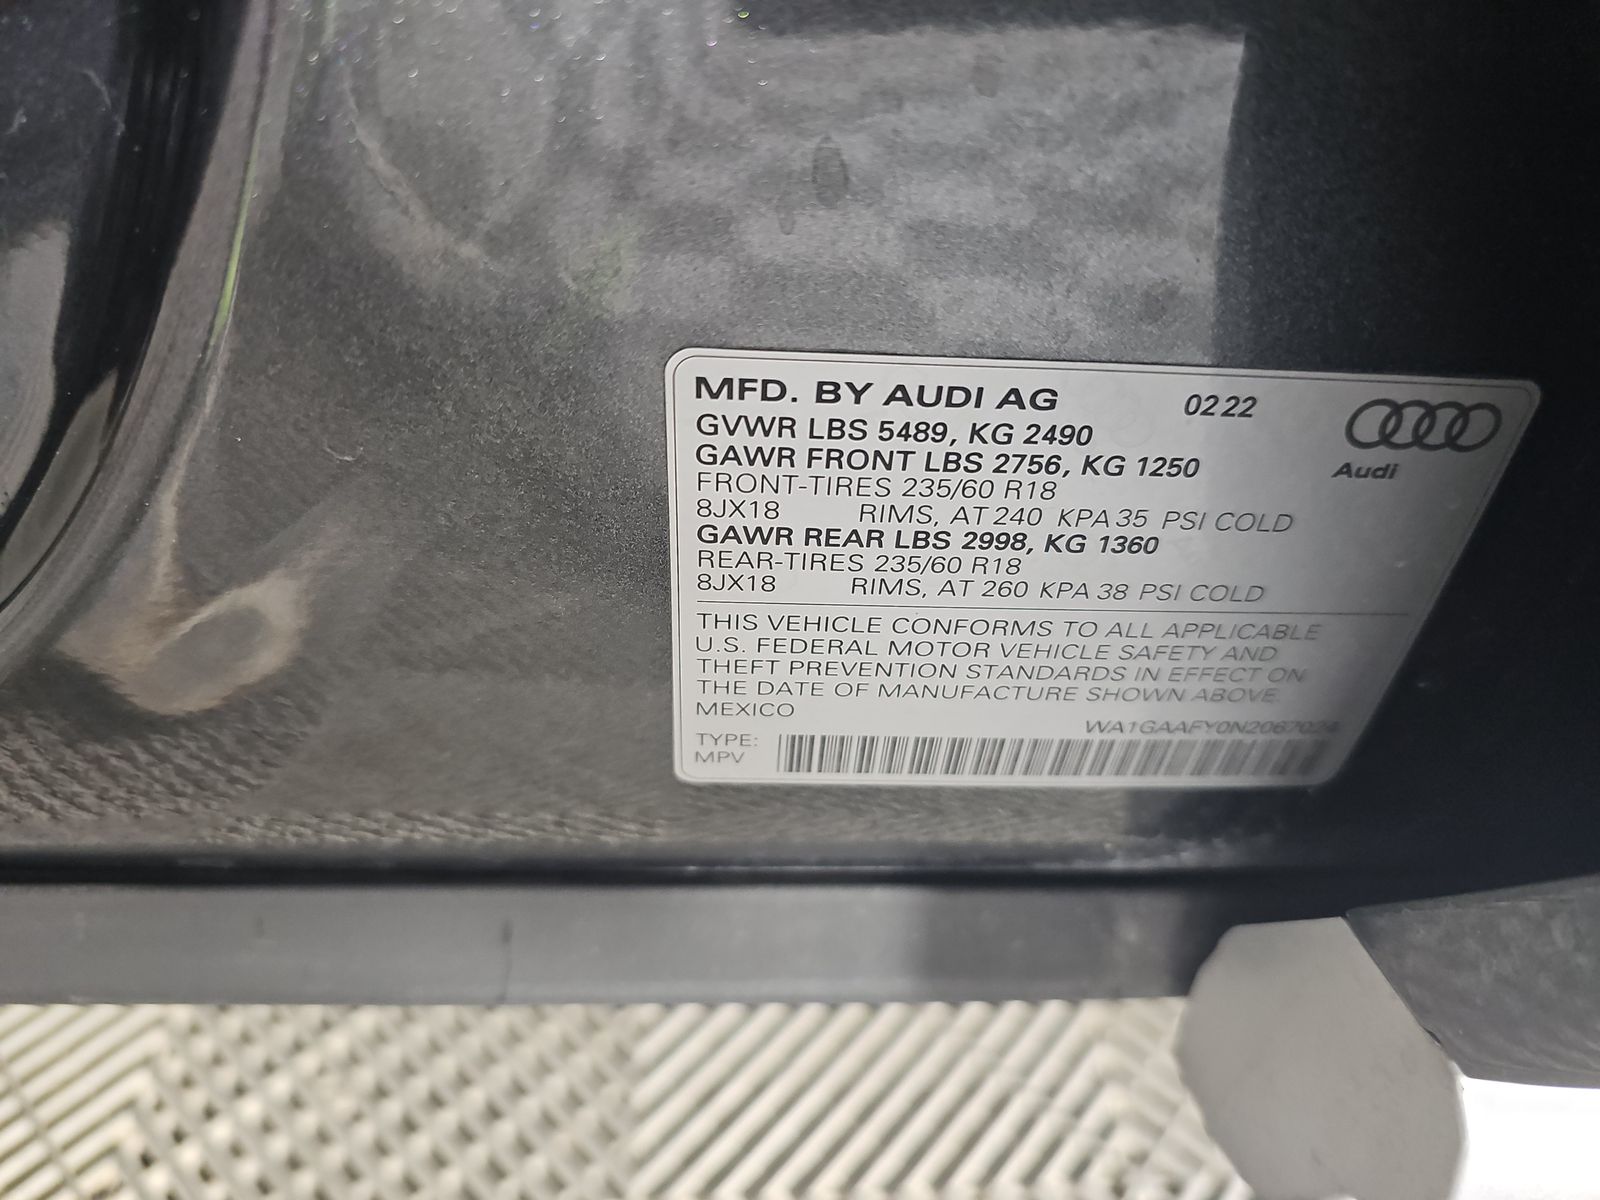 MFD. BY AUDI AG 02 22
GVWR LBS 5489, KG 2490
GAWR FRONT LBS 2756, KG 1250
Audi
FRONT-TIRES 235/60 R18
8JX18 RIMS, AT 240 KPA 35 PSI COLD
GAWR REAR LBS 2998, KG 1360
REAR-TIRES 235/60 R18
8JX18 RIMS, AT 260 KPA 38 PSI COLD
THIS VEHICLE CONFORMS TO ALL APPLICABLE
U.S. FEDERAL MOTOR VEHICLE SAFETY AND
THEFT PREVENTION STANDARDS IN EFFECT ON
THE DATE OF MANUFACTURE SHOWN ABOVE.
MEXICO
WA1GAAFY0N2067024
TYPE:
MPV